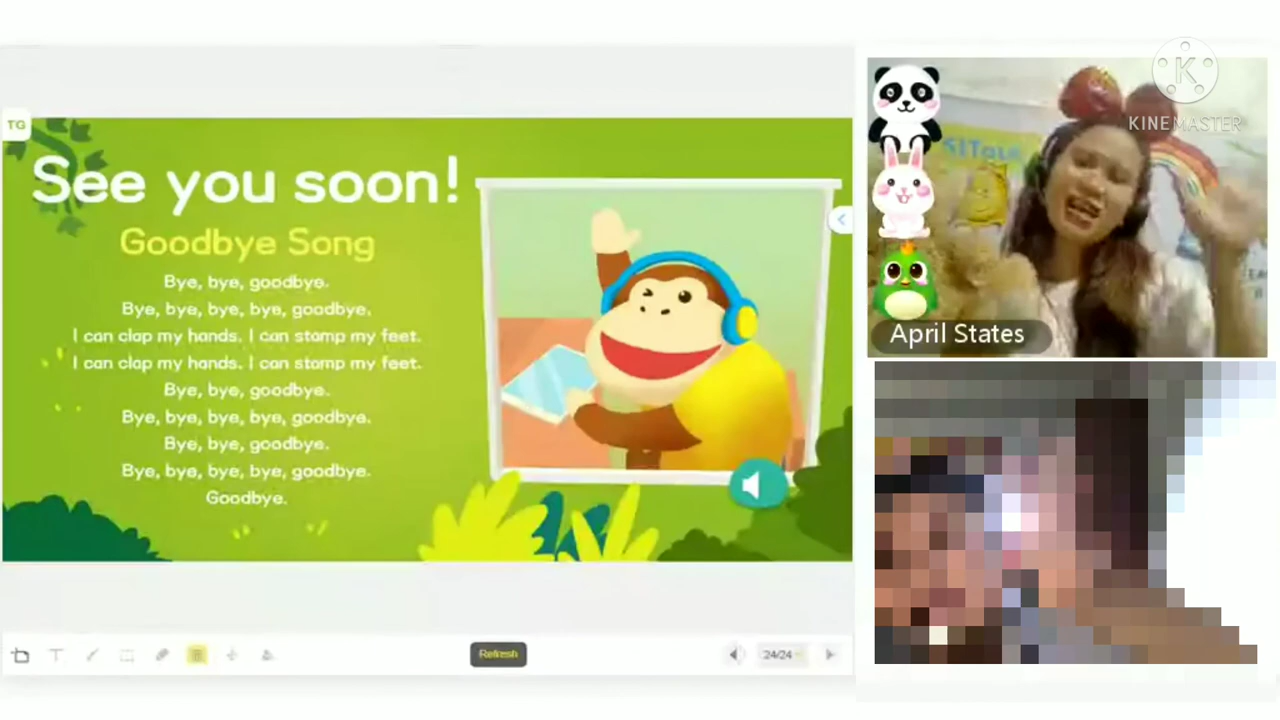 TG
See you soon!
Goodbye Song
Bye, bye, goodbye.
Bye, bye, bye, bye, goodbye.
I can clap my hands. I can stomp my feet.
I can clap my hands. I can stomp my feet.
Bye, bye, goodbye.
Bye, bye, bye, bye, goodbye.
Bye, bye, goodbye.
Bye, bye, bye, bye, goodbye.
Goodbye.
Refresh
24/24
K
KINEMASTER
April States